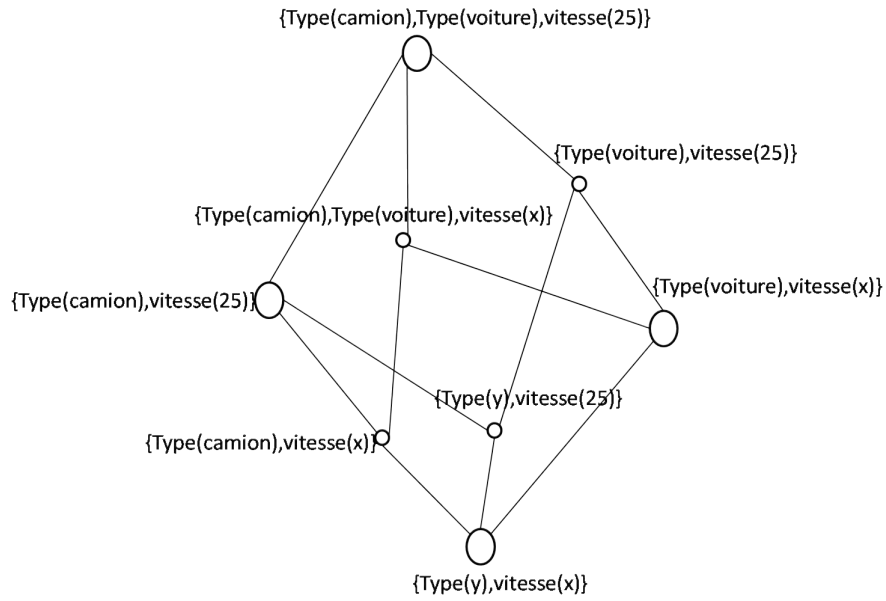 {Type(camion),Type(voiture),vitesse(25)}
{Type(voiture),vitesse(25)}
{Type(camion),Type(voiture),vitesse(x)}
{Type(voiture),vitesse(x)}
{Type(camion),vitesse(25)}
{Type(y),vitesse(25)}
{Type(camion),vitesse(x)}
{Type(y),vitesse(x)}